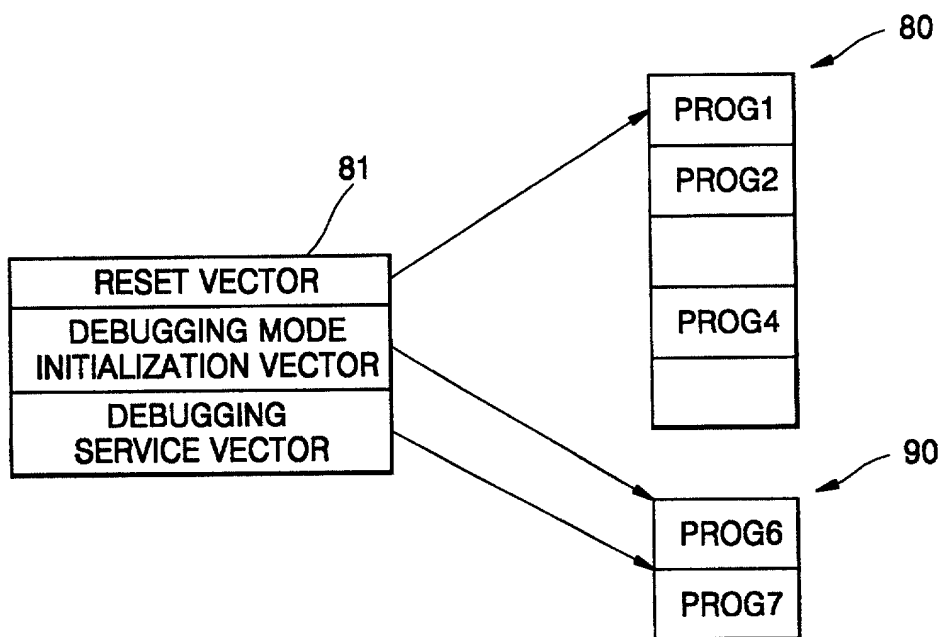 80
PROG1
PROG2
81
RESET VECTOR
DEBUGGING MODE
INITIALIZATION VECTOR
PROG4
DEBUGGING
SERVICE VECTOR
90
PROG6
PROG7